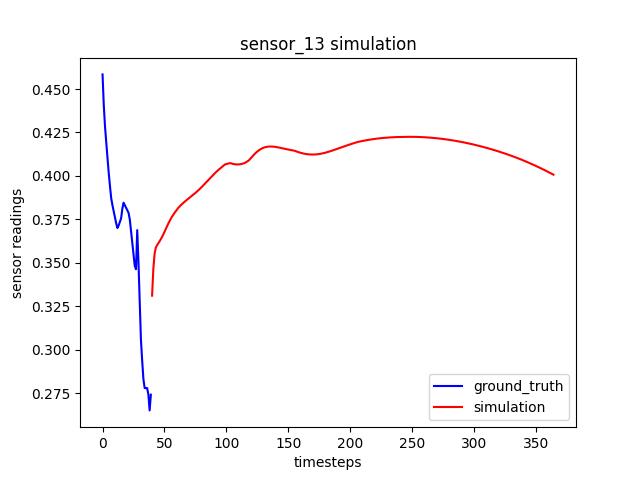 sensor_13 simulation
sensor readings
0.450
0.425
0.400
0.375
0.350
0.325
0.300
0.275
0 50 100 150 200 250 300 350
timesteps
ground_truth
simulation